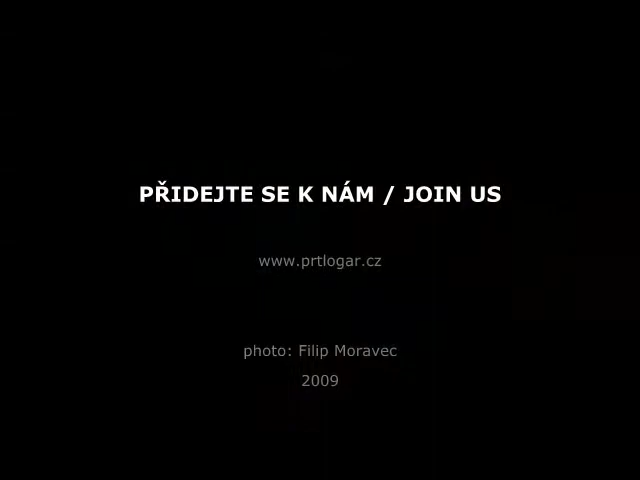 PŘIDEJTE SE K NÁM / JOIN US
www.prtlogar.cz
photo: Filip Moravec
2009